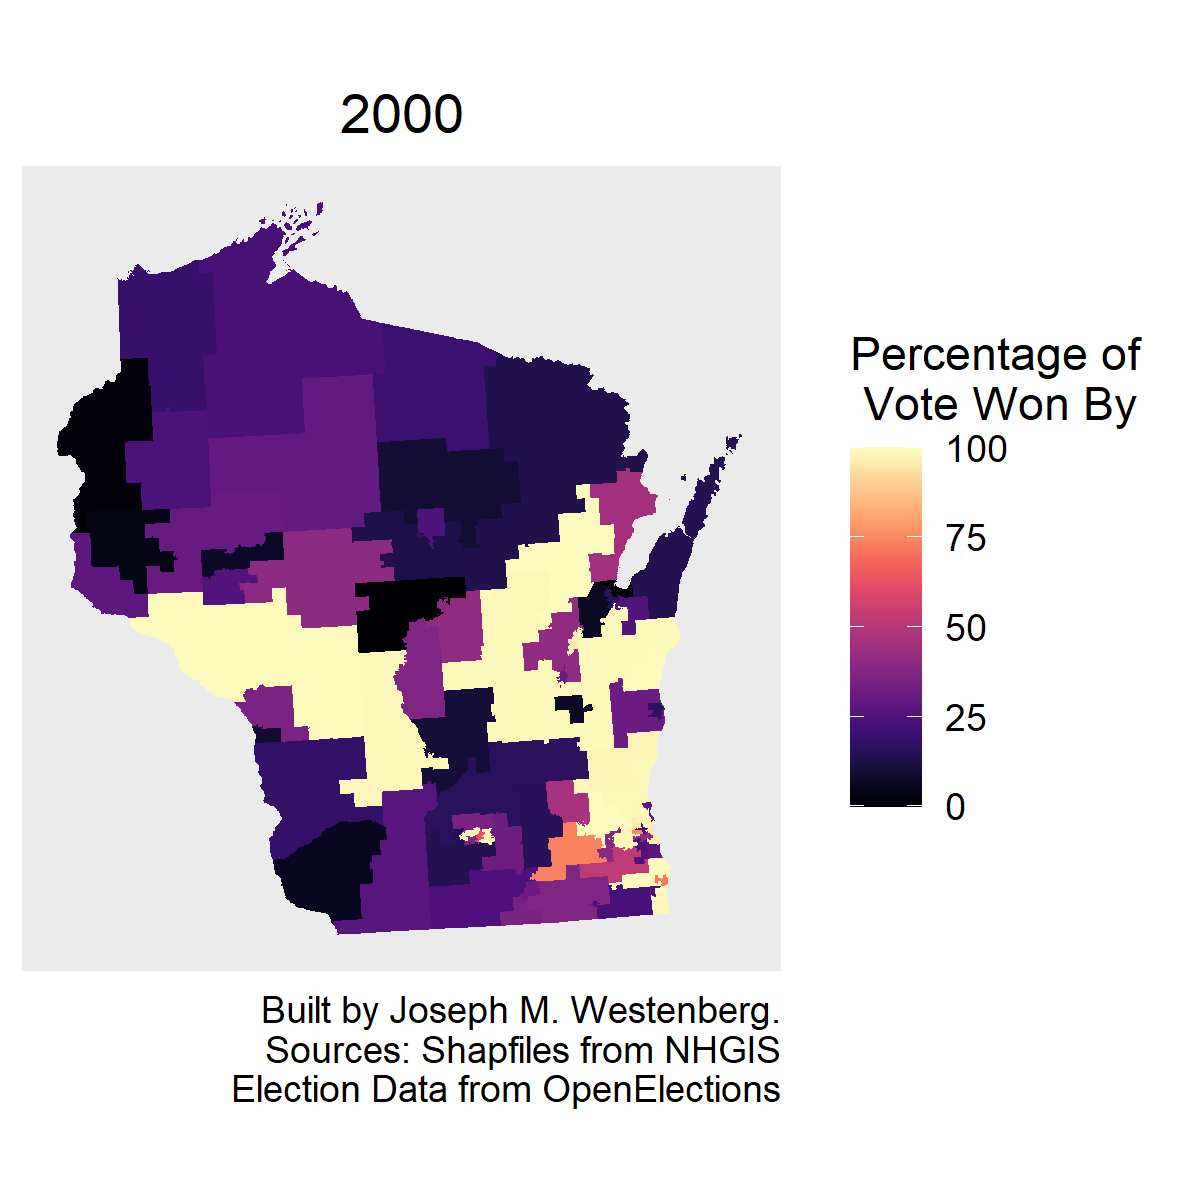 2000
Percentage of
Vote Won By
100
75
50
25
0
Built by Joseph M. Westenberg.
Sources: Shapfiles from NHGIS
Election Data from OpenElections